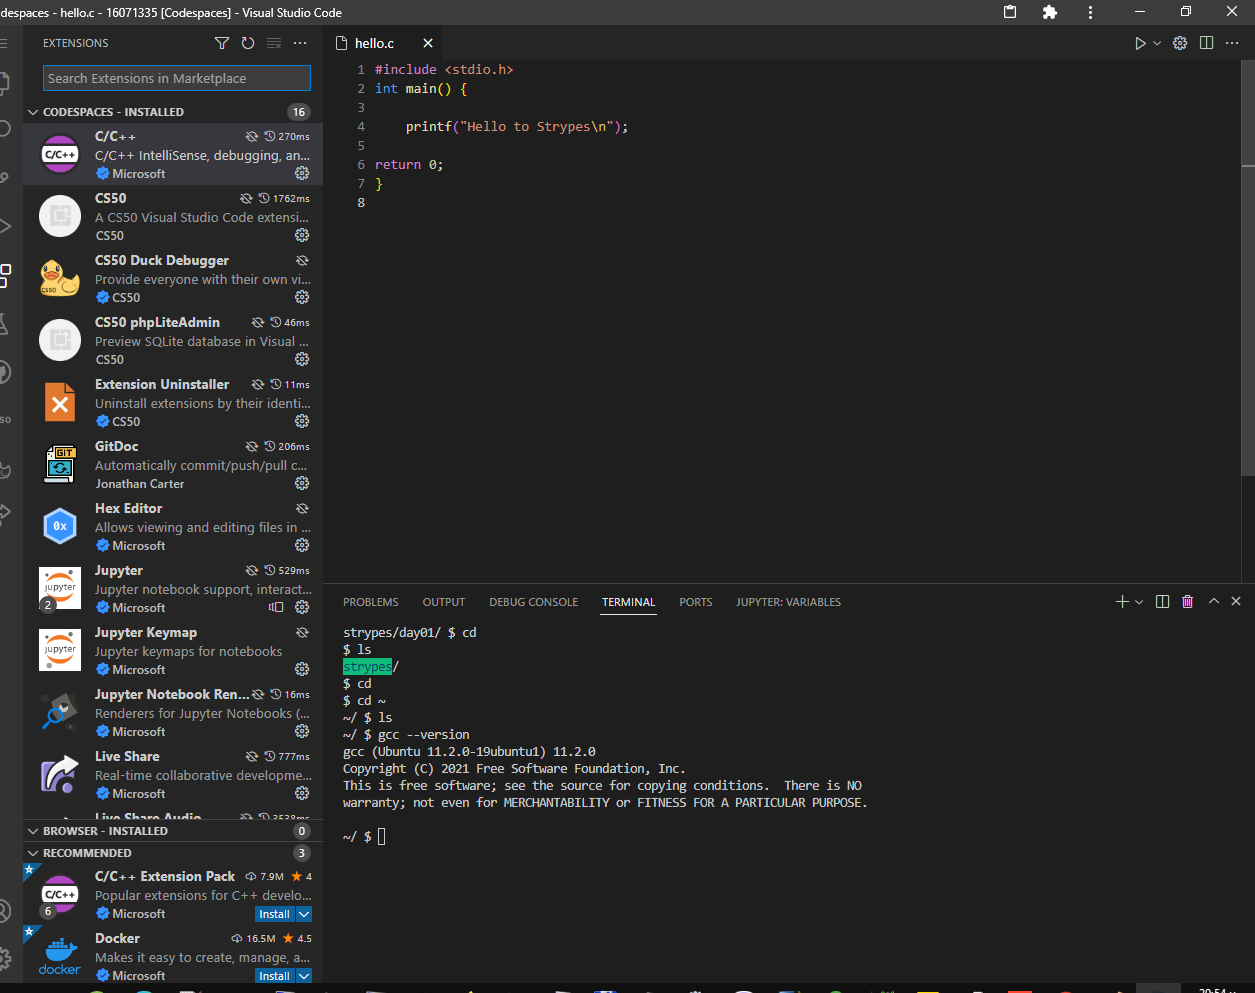 despaces - hello.c - 16071335 [Codespaces] - Visual Studio Code
EXTENSIONS
Search Extensions in Marketplace
CODESPACES - INSTALLED 16
C/C++ 270ms
C/C++ IntelliSense, debugging, an...
Microsoft
CS50 1762ms
A CS50 Visual Studio Code extensi...
CS50
CS50 Duck Debugger
Provide everyone with their own vi...
CS50
CS50 phpLiteAdmin 46ms
Preview SQLite database in Visual ...
CS50
Extension Uninstaller 11ms
Uninstall extensions by their identi...
CS50
GitDoc 206ms
Automatically commit/push/pull c...
Jonathan Carter
Hex Editor
Allows viewing and editing files in ...
Microsoft
Jupyter 529ms
Jupyter notebook support, interact...
2 Microsoft
Jupyter Keymap
Jupyter keymaps for notebooks
Microsoft
Jupyter Notebook Ren... 16ms
Renderers for Jupyter Notebooks (...
Microsoft
Live Share 777ms
Real-time collaborative developme...
Microsoft
Live Share Audio 3538ms
BROWSER - INSTALLED 0
RECOMMENDED 3
C/C++ Extension Pack 7.9M 4
Popular extensions for C++ develo...
6 Microsoft Install
Docker 16.5M 4.5
Makes it easy to create, manage, a...
Microsoft Install
hello.c
1 #include <stdio.h>
2 int main() {
3
4 printf("Hello to Strypes\n");
5
6 return 0;
7 }
8
PROBLEMS OUTPUT DEBUG CONSOLE TERMINAL PORTS JUPYTER: VARIABLES
strypes/day01/ $ cd
$ ls
strypes/
$ cd
$ cd ~
~/ $ ls
~/ $ gcc --version
gcc (Ubuntu 11.2.0-19ubuntu1) 11.2.0
Copyright (C) 2021 Free Software Foundation, Inc.
This is free software; see the source for copying conditions.  There is NO
warranty; not even for MERCHANTABILITY or FITNESS FOR A PARTICULAR PURPOSE.
~/ $